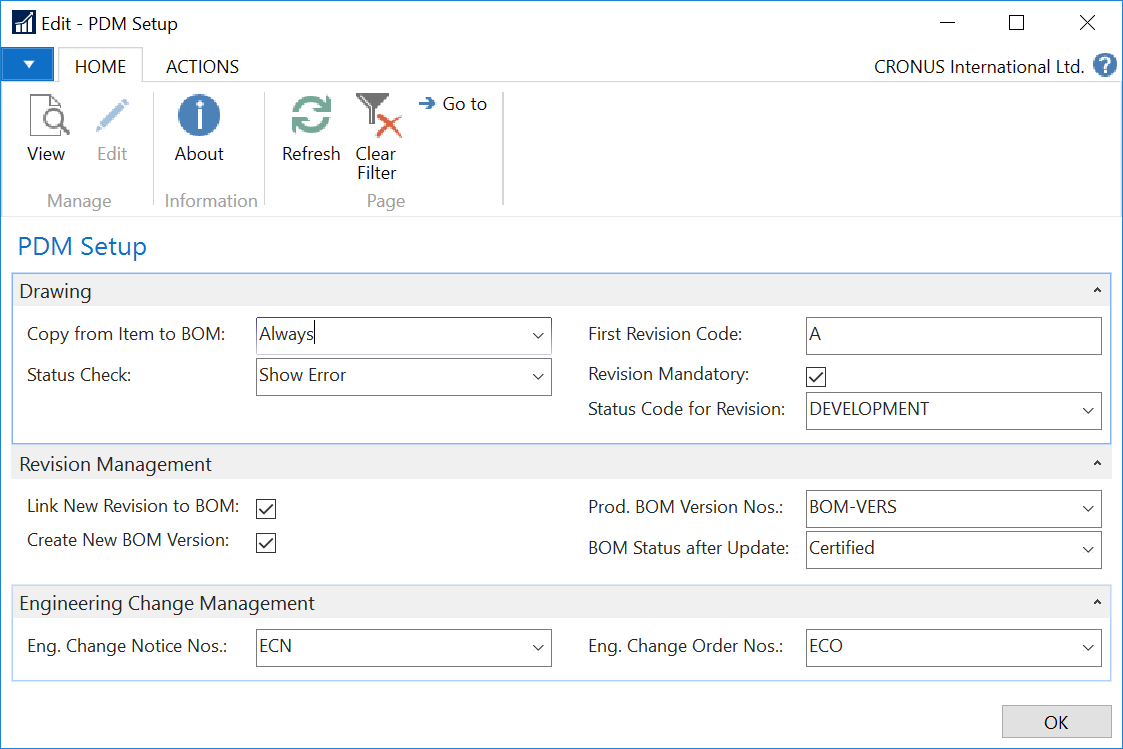 Edit - PDM Setup
HOME ACTIONS CRONUS International Ltd. ?
View Edit About Refresh Clear Filter Go to
Manage Information Page
PDM Setup
Drawing
Copy from Item to BOM: Always First Revision Code: A
Status Check: Show Error Revision Mandatory:
Status Code for Revision: DEVELOPMENT
Revision Management
Link New Revision to BOM: Prod. BOM Version Nos.: BOM-VERS
Create New BOM Version: BOM Status after Update: Certified
Engineering Change Management
Eng. Change Notice Nos.: ECN Eng. Change Order Nos.: ECO
OK